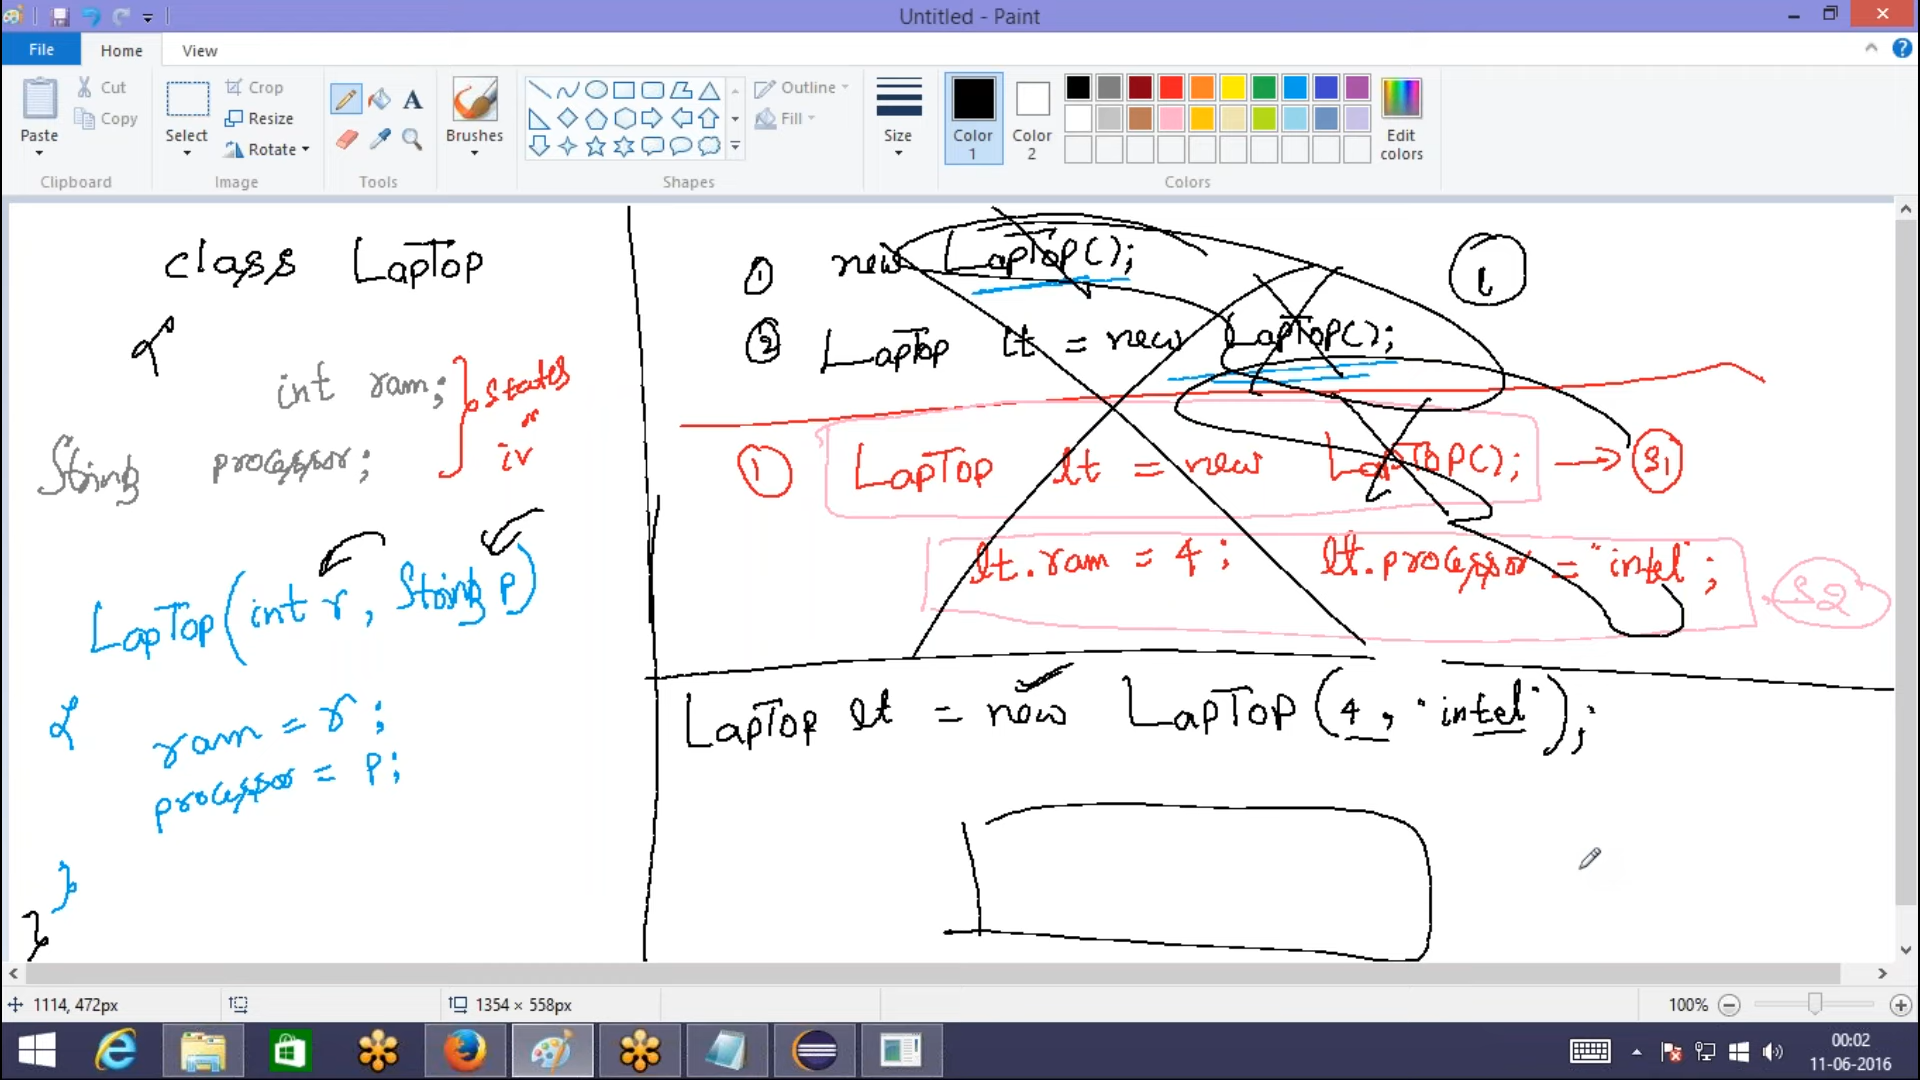 Untitled - Paint
File
Home
View
Paste
Cut
Copy
Clipboard
Select
Crop
Resize
Rotate
Image
Tools
Brushes
Shapes
Outline
Fill
Size
Color 1
Color 2
Edit colors
Colors
class LapTop
{
int ram;
String processor;
} states
iv
LapTop(int r, String p)
{
ram = r;
processor = p;
}
}
① new LapTop();
② LapTop lt = new LapTop();
① LapTop lt = new LapTop(); → S1
lt.ram = 4; lt.processor = "intel"; S2
LapTop lt = new LapTop(4, "intel");
1114, 472px
1354 × 558px
100%
00:02
11-06-2016